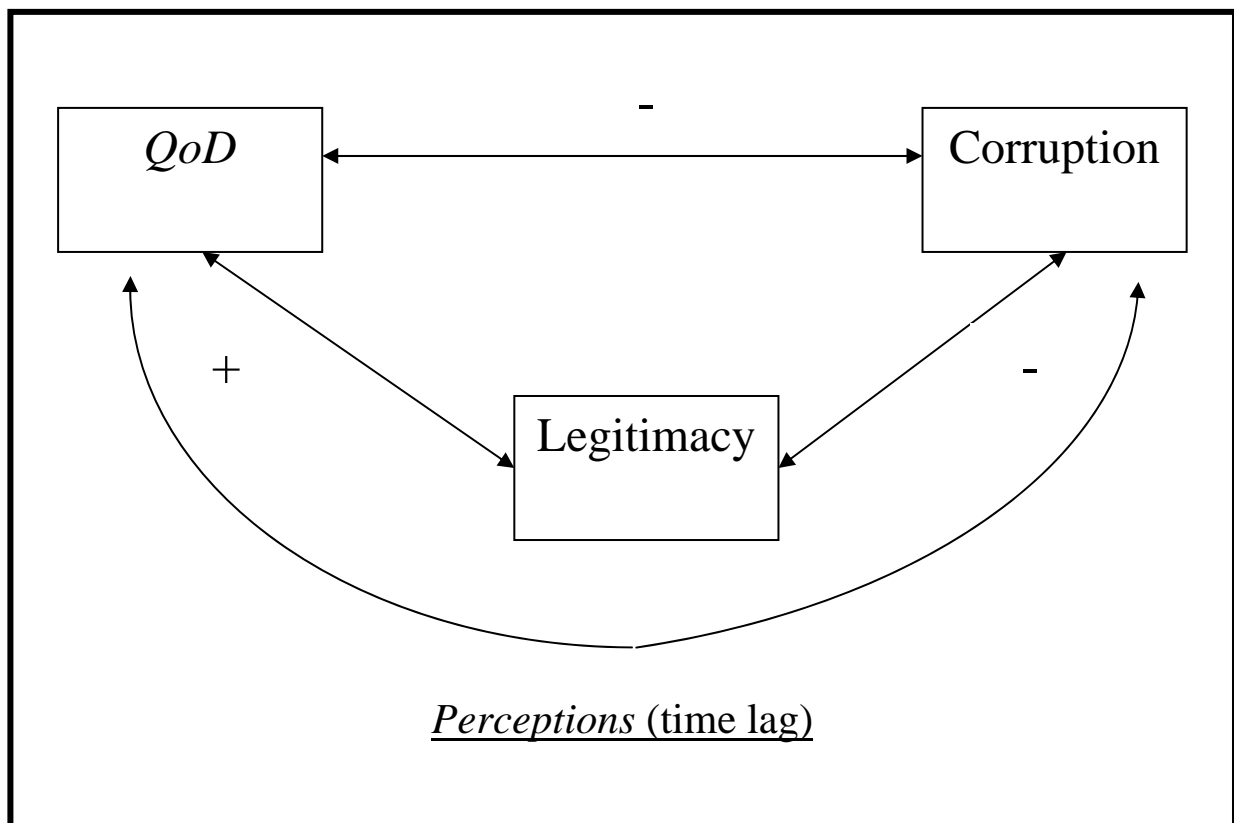 -
QoD
Corruption
+
-
Legitimacy
Perceptions (time lag)